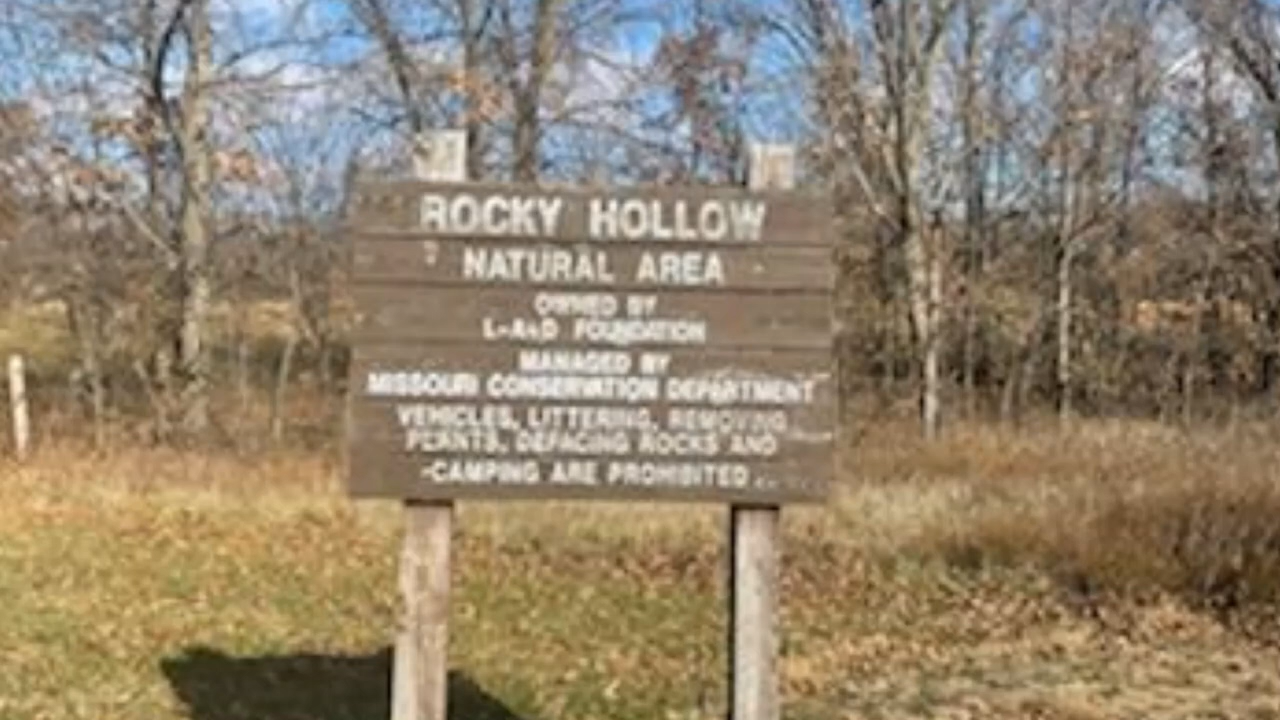 ROCKY HOLLOW
NATURAL AREA
OWNED BY
L-A-D FOUNDATION
MANAGED BY
MISSOURI CONSERVATION DEPARTMENT
VEHICLES, LITTERING, REMOVING
PLANTS, DEFACING ROCKS AND
CAMPING ARE PROHIBITED..